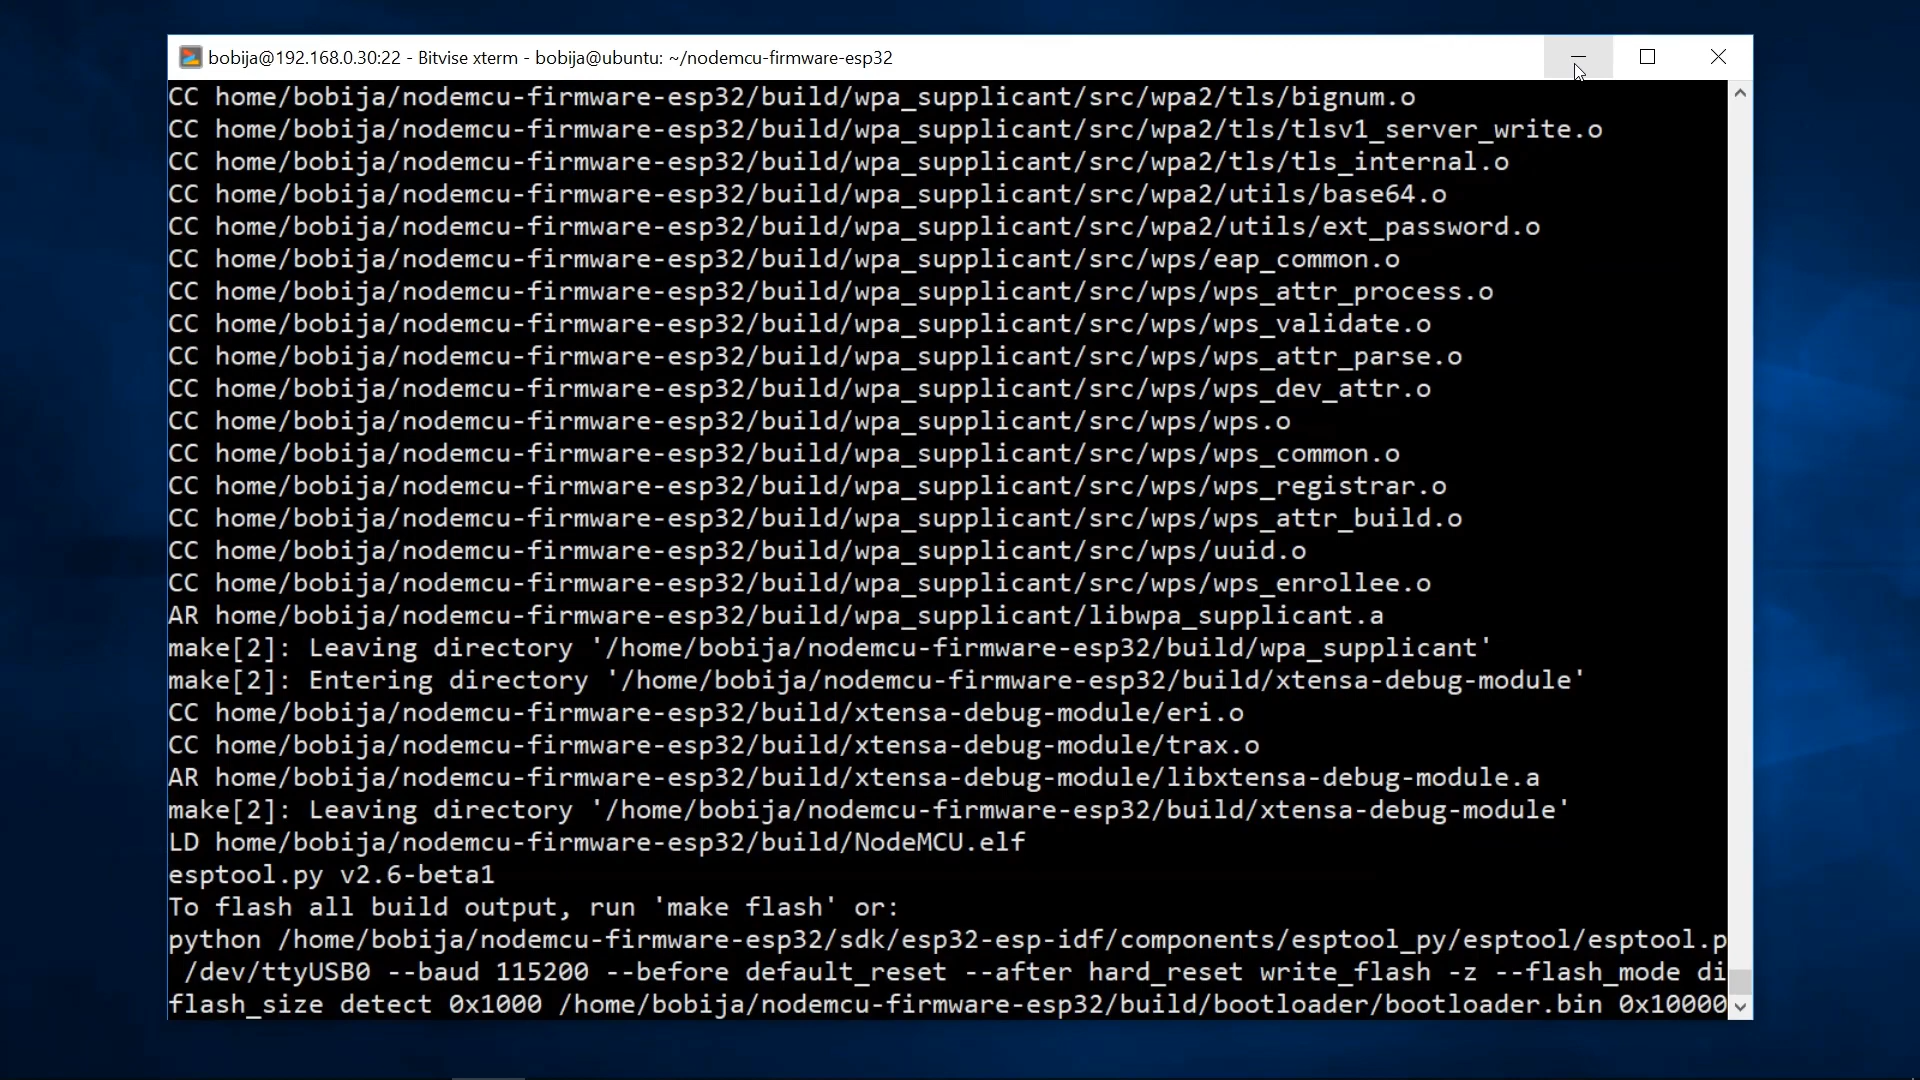 bobija@192.168.0.30:22 - Bitvise xterm - bobija@ubuntu: ~/nodemcu-firmware-esp32
CC home/bobija/nodemcu-firmware-esp32/build/wpa_supplicant/src/wpa2/tls/bignum.o
CC home/bobija/nodemcu-firmware-esp32/build/wpa_supplicant/src/wpa2/tls/tlsv1_server_write.o
CC home/bobija/nodemcu-firmware-esp32/build/wpa_supplicant/src/wpa2/tls/tls_internal.o
CC home/bobija/nodemcu-firmware-esp32/build/wpa_supplicant/src/wpa2/utils/base64.o
CC home/bobija/nodemcu-firmware-esp32/build/wpa_supplicant/src/wpa2/utils/ext_password.o
CC home/bobija/nodemcu-firmware-esp32/build/wpa_supplicant/src/wps/eap_common.o
CC home/bobija/nodemcu-firmware-esp32/build/wpa_supplicant/src/wps/wps_attr_process.o
CC home/bobija/nodemcu-firmware-esp32/build/wpa_supplicant/src/wps/wps_validate.o
CC home/bobija/nodemcu-firmware-esp32/build/wpa_supplicant/src/wps/wps_attr_parse.o
CC home/bobija/nodemcu-firmware-esp32/build/wpa_supplicant/src/wps/wps_dev_attr.o
CC home/bobija/nodemcu-firmware-esp32/build/wpa_supplicant/src/wps/wps.o
CC home/bobija/nodemcu-firmware-esp32/build/wpa_supplicant/src/wps/wps_common.o
CC home/bobija/nodemcu-firmware-esp32/build/wpa_supplicant/src/wps/wps_registrar.o
CC home/bobija/nodemcu-firmware-esp32/build/wpa_supplicant/src/wps/wps_attr_build.o
CC home/bobija/nodemcu-firmware-esp32/build/wpa_supplicant/src/wps/uuid.o
CC home/bobija/nodemcu-firmware-esp32/build/wpa_supplicant/src/wps/wps_enrollee.o
AR home/bobija/nodemcu-firmware-esp32/build/wpa_supplicant/libwpa_supplicant.a
make[2]: Leaving directory '/home/bobija/nodemcu-firmware-esp32/build/wpa_supplicant'
make[2]: Entering directory '/home/bobija/nodemcu-firmware-esp32/build/xtensa-debug-module'
CC home/bobija/nodemcu-firmware-esp32/build/xtensa-debug-module/eri.o
CC home/bobija/nodemcu-firmware-esp32/build/xtensa-debug-module/trax.o
AR home/bobija/nodemcu-firmware-esp32/build/xtensa-debug-module/libxtensa-debug-module.a
make[2]: Leaving directory '/home/bobija/nodemcu-firmware-esp32/build/xtensa-debug-module'
LD home/bobija/nodemcu-firmware-esp32/build/NodeMCU.elf
esptool.py v2.6-beta1
To flash all build output, run 'make flash' or:
python /home/bobija/nodemcu-firmware-esp32/sdk/esp32-esp-idf/components/esptool_py/esptool/esptool.p
/dev/ttyUSB0 --baud 115200 --before default_reset --after hard_reset write_flash -z --flash_mode di
flash_size detect 0x1000 /home/bobija/nodemcu-firmware-esp32/build/bootloader/bootloader.bin 0x10000